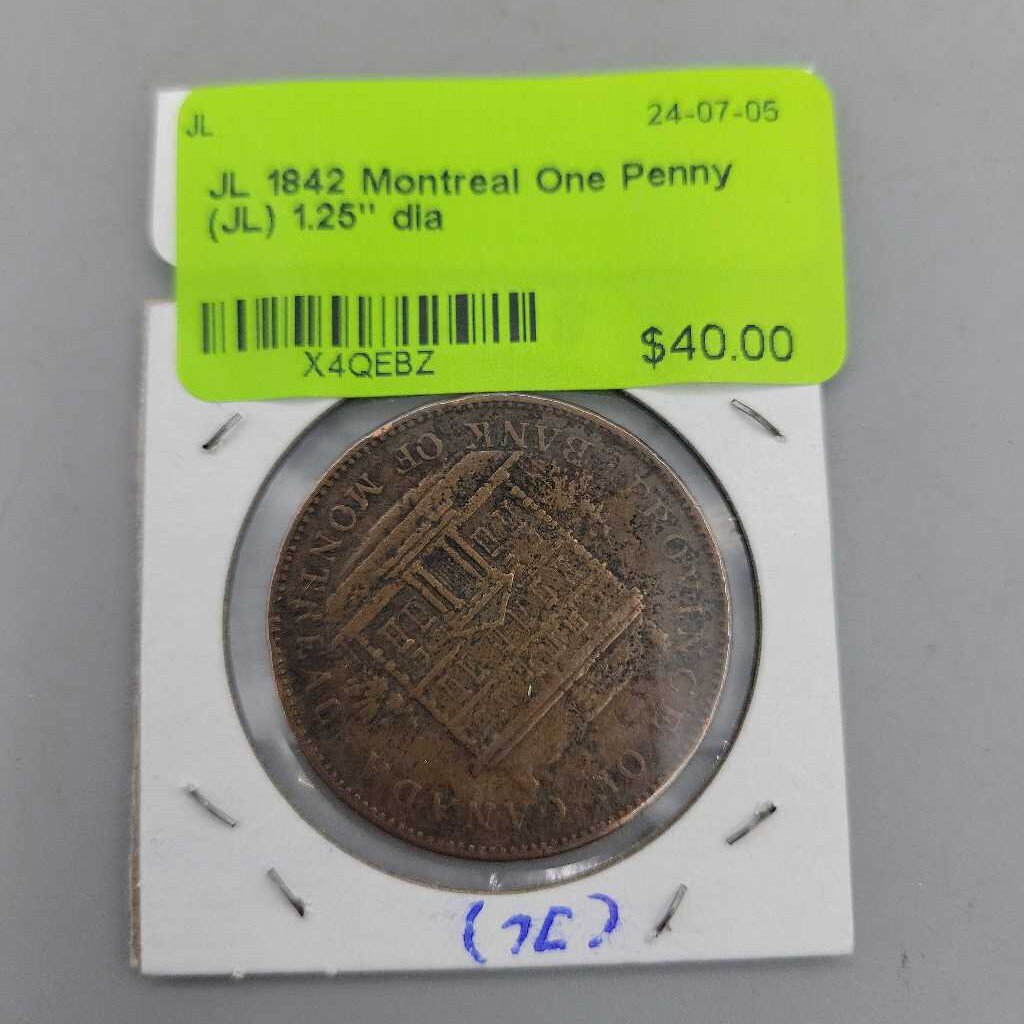 JL 24-07-05
JL 1842 Montreal One Penny
(JL) 1.25" dia
X4QEBZ $40.00
PROVINCE OF CANADA
BANK OF MONTREAL
(JL)